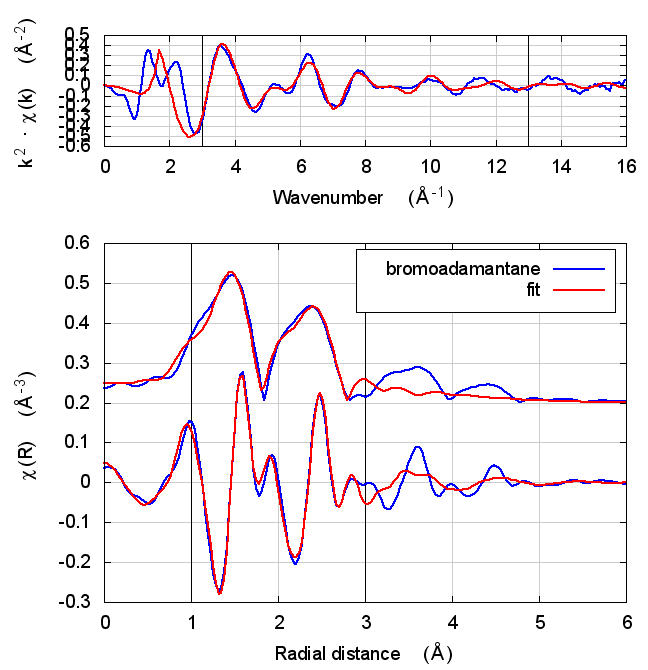 0.5
0.4
0.3
0.2
0.1
0
-0.1
-0.2
-0.3
-0.4
-0.5
-0.6
k² · χ(k) (Å⁻²)
0 2 4 6 8 10 12 14 16
Wavenumber (Å⁻¹)
0.6
0.5
0.4
0.3
0.2
0.1
0
-0.1
-0.2
-0.3
χ(R) (Å⁻³)
bromoadamantane
fit
0 1 2 3 4 5 6
Radial distance (Å)